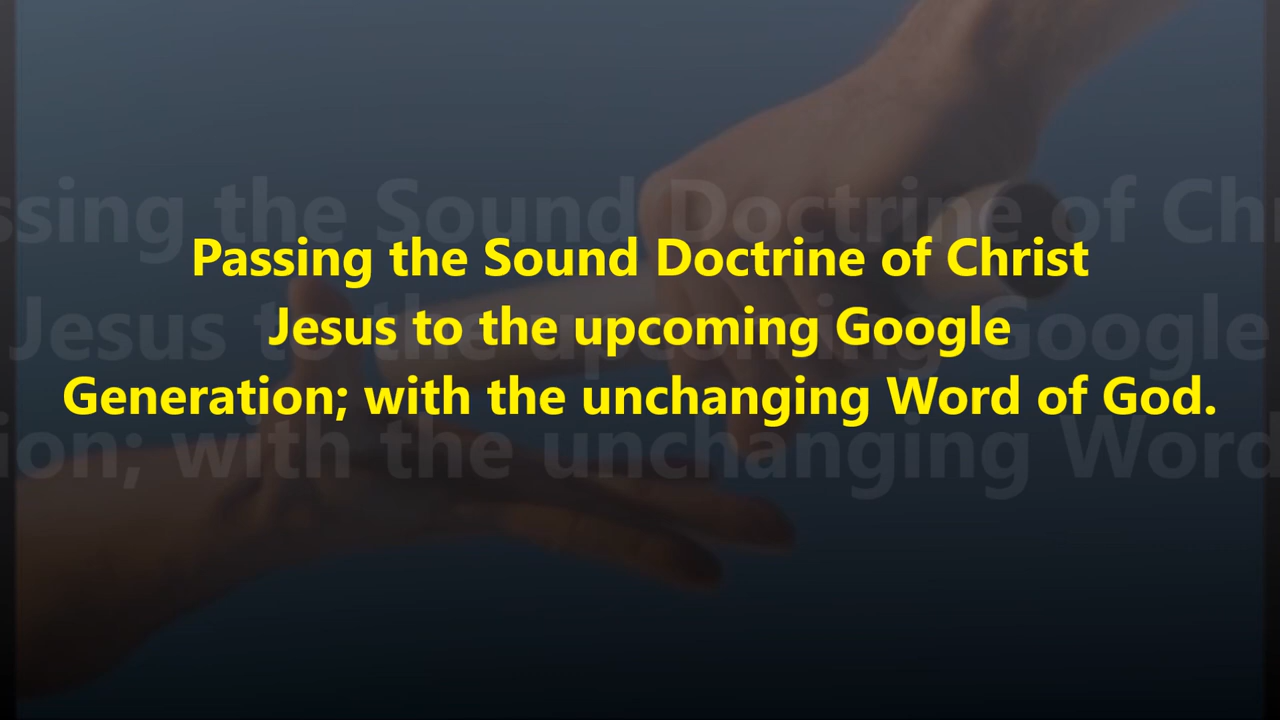 Passing the Sound Doctrine of Christ
Jesus to the upcoming Google
Generation; with the unchanging Word of God.